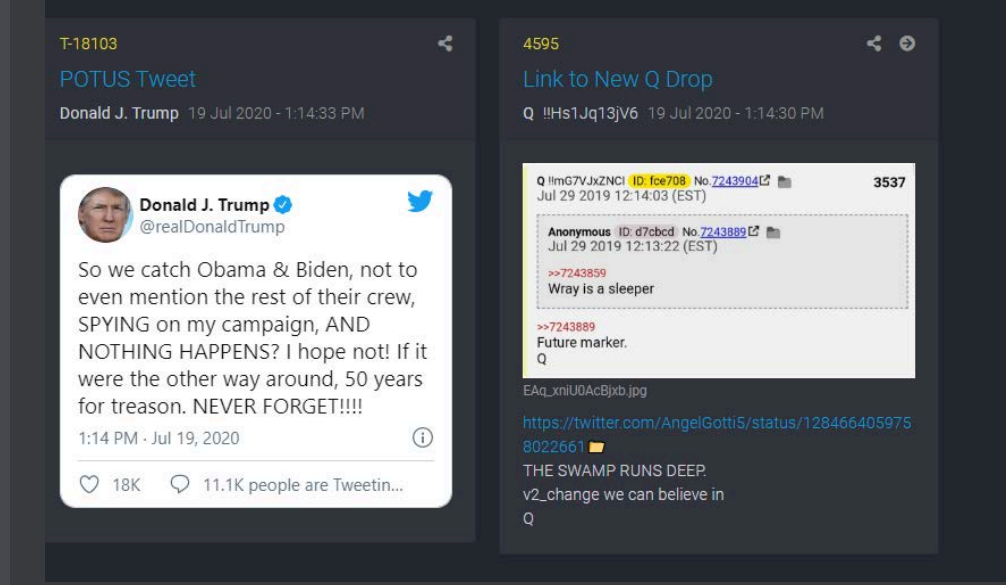 T-18103
POTUS Tweet
Donald J. Trump 19 Jul 2020 - 1:14:33 PM
Donald J. Trump
@realDonaldTrump
So we catch Obama & Biden, not to
even mention the rest of their crew,
SPYING on my campaign, AND
NOTHING HAPPENS? I hope not! If it
were the other way around, 50 years
for treason. NEVER FORGET!!!!
1:14 PM · Jul 19, 2020
18K 11.1K people are Tweetin...
4595
Link to New Q Drop
Q !!Hs1Jq13jV6 19 Jul 2020 - 1:14:30 PM
Q !!mG7VJxZNCI ID: fce708 No.7243904 3537
Jul 29 2019 12:14:03 (EST)
Anonymous ID: d7cbcd No.7243889
Jul 29 2019 12:13:22 (EST)
>>7243859
Wray is a sleeper
>>7243889
Future marker.
Q
EAq_xniU0AcBjxb.jpg
https://twitter.com/AngelGotti5/status/128466405975
8022661
THE SWAMP RUNS DEEP.
v2_change we can believe in
Q